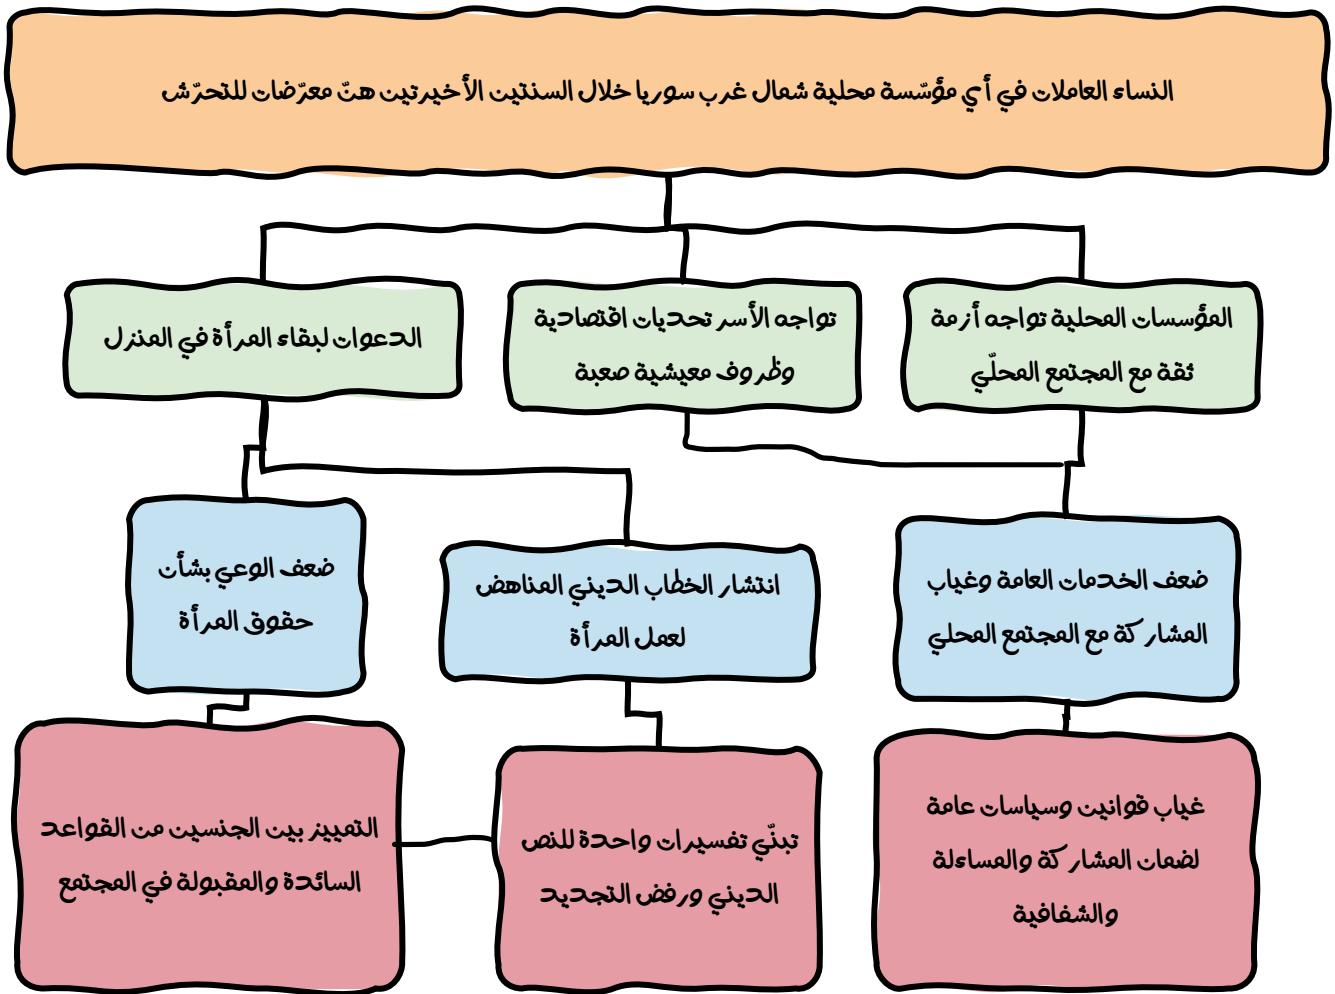 النساء العاملات في أي مؤسّسة محلية شمال غرب سوريا خلال السنتين الأخيرتين هنّ معرّضات للتحرّش
المؤسسات المحلية تواجه أزمة
ثقة مع المجتمع المحلّي
تواجه الأسر تحديات اقتصادية
وظروف معيشية صعبة
الدعوات لبقاء المرأة في المنزل
ضعف الخدمات العامة وغياب
المشاركة مع المجتمع المحلي
انتشار الخطاب الديني المناهض
لعمل المرأة
ضعف الوعي بشأن
حقوق المرأة
غياب قوانين وسياسات عامة
لضمان المشاركة والمساءلة
والشفافية
تبنّي تفسيرات واحدة للنص
الديني ورفض التجديد
التمييز بين الجنسين من القواعد
السائدة والمقبولة في المجتمع